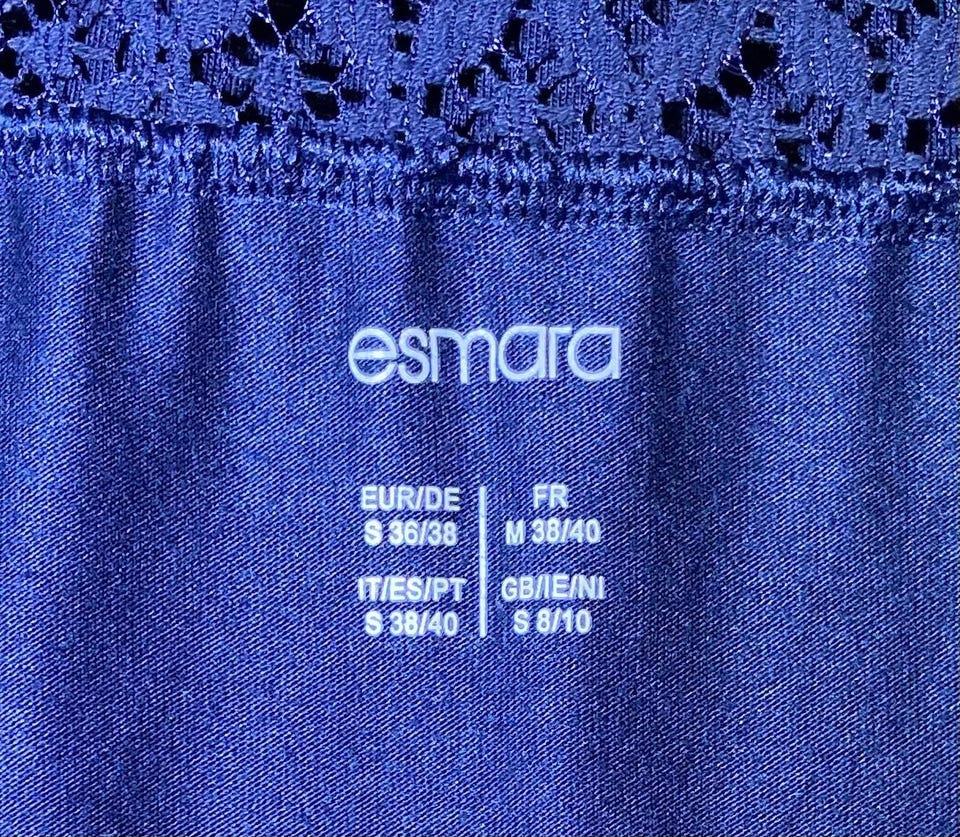 esmara
EUR/DE
S 36/38
FR
M 38/40
IT/ES/PT
S 38/40
GB/IE/NI
S 8/10